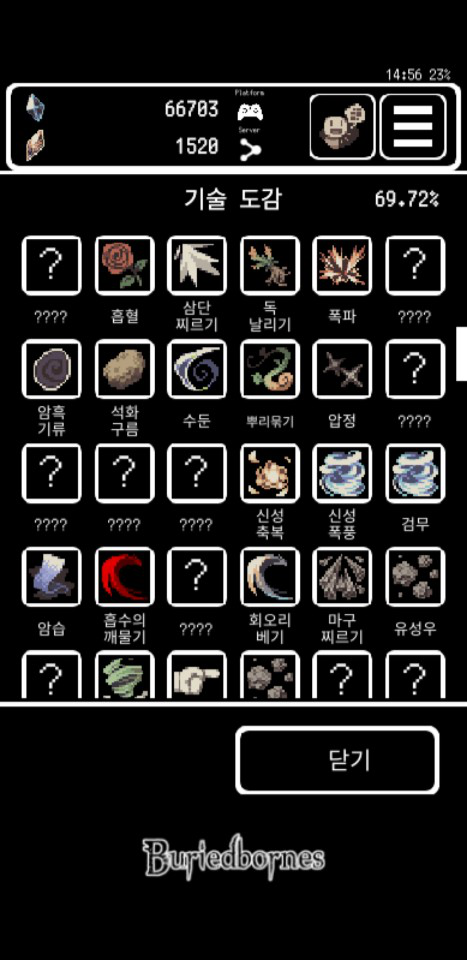 14:56 23%
Platform
66703
Server
1520
기술 도감 69.72%
? ?
???? 흡혈 삼단 찌르기 독 날리기 폭파 ????
?
암흑 기류 석화 구름 수둔 뿌리묶기 압정 ????
? ? ?
???? ???? ???? 신성 축복 신성 폭풍 검무
?
암습 흡수의 깨물기 ???? 회오리 베기 마구 찌르기 유성우
? ? ?
닫기
Buriedbornes